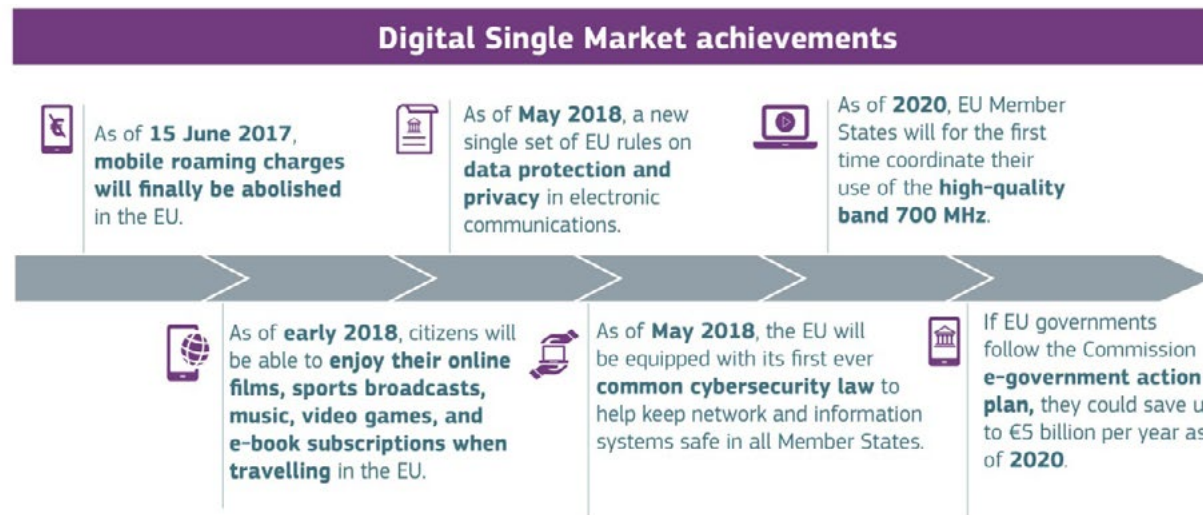 Digital Single Market achievements
As of 15 June 2017,
mobile roaming charges
will finally be abolished
in the EU.
As of early 2018, citizens will
be able to enjoy their online
films, sports broadcasts,
music, video games, and
e-book subscriptions when
travelling in the EU.
As of May 2018, a new
single set of EU rules on
data protection and
privacy in electronic
communications.
As of May 2018, the EU will
be equipped with its first ever
common cybersecurity law to
help keep network and information
systems safe in all Member States.
As of 2020, EU Member
States will for the first
time coordinate their
use of the high-quality
band 700 MHz.
If EU governments
follow the Commission
e-government action
plan, they could save u
to €5 billion per year as
of 2020.